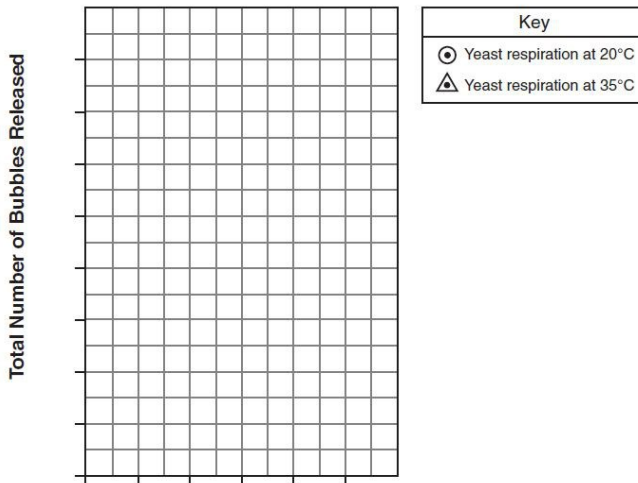 Total Number of Bubbles Released
Key
Yeast respiration at 20°C
Yeast respiration at 35°C